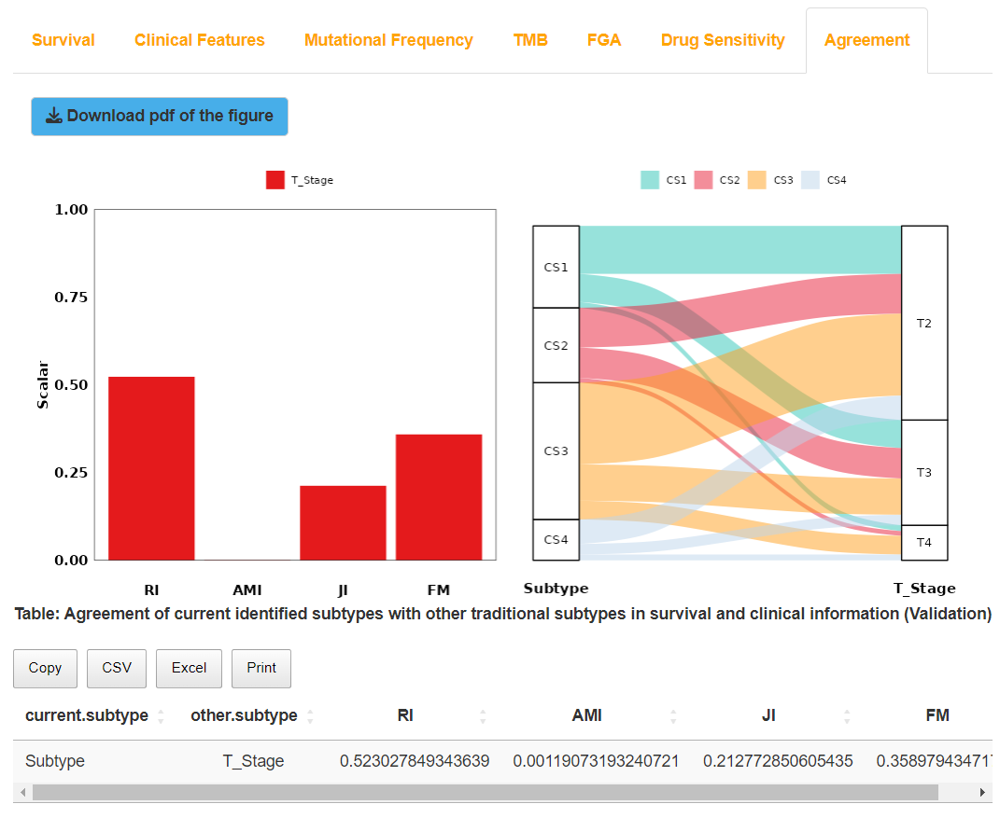 Survival Clinical Features Mutational Frequency TMB FGA Drug Sensitivity Agreement
Download pdf of the figure
T_Stage
1.00
0.75
0.50
0.25
0.00
Scalar
RI AMI JI FM
CS1 CS2 CS3 CS4
CS1
CS2
CS3
CS4
T2
T3
T4
Subtype T_Stage
Table: Agreement of current identified subtypes with other traditional subtypes in survival and clinical information (Validation)
Copy CSV Excel Print
current.subtype other.subtype RI AMI JI FM
Subtype T_Stage 0.523027849343639 0.00119073193240721 0.212772850605435 0.35897943471